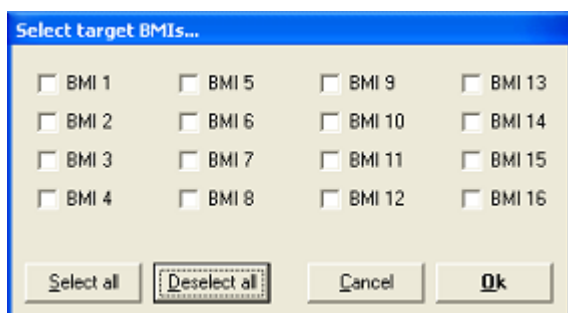 Select target BMIs...
BMI 1 BMI 5 BMI 9 BMI 13
BMI 2 BMI 6 BMI 10 BMI 14
BMI 3 BMI 7 BMI 11 BMI 15
BMI 4 BMI 8 BMI 12 BMI 16
Select all Deselect all Cancel Ok